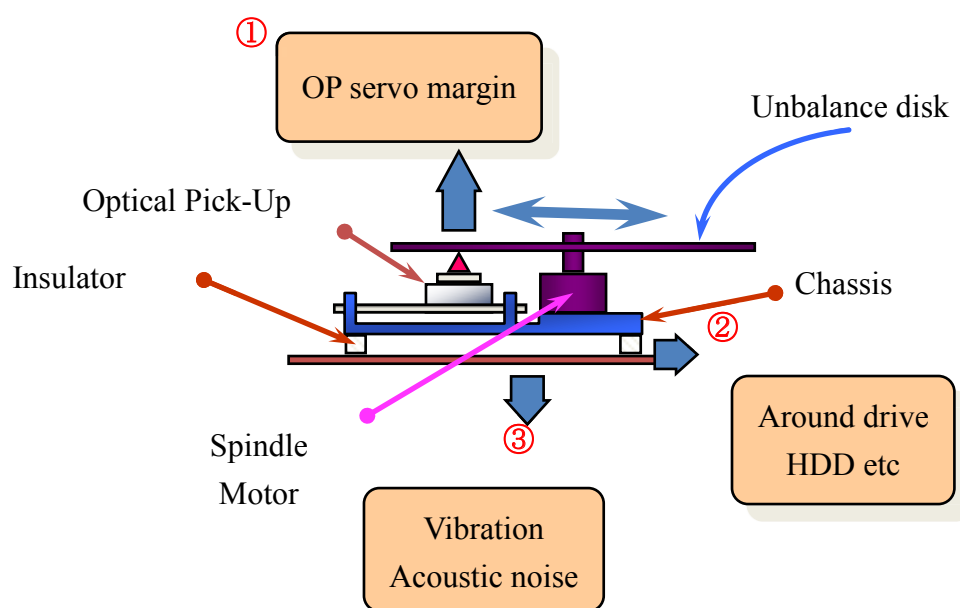 ①
OP servo margin
Unbalance disk
Optical Pick-Up
Insulator
Chassis
②
③
Spindle
Motor
Around drive
HDD etc
Vibration
Acoustic noise